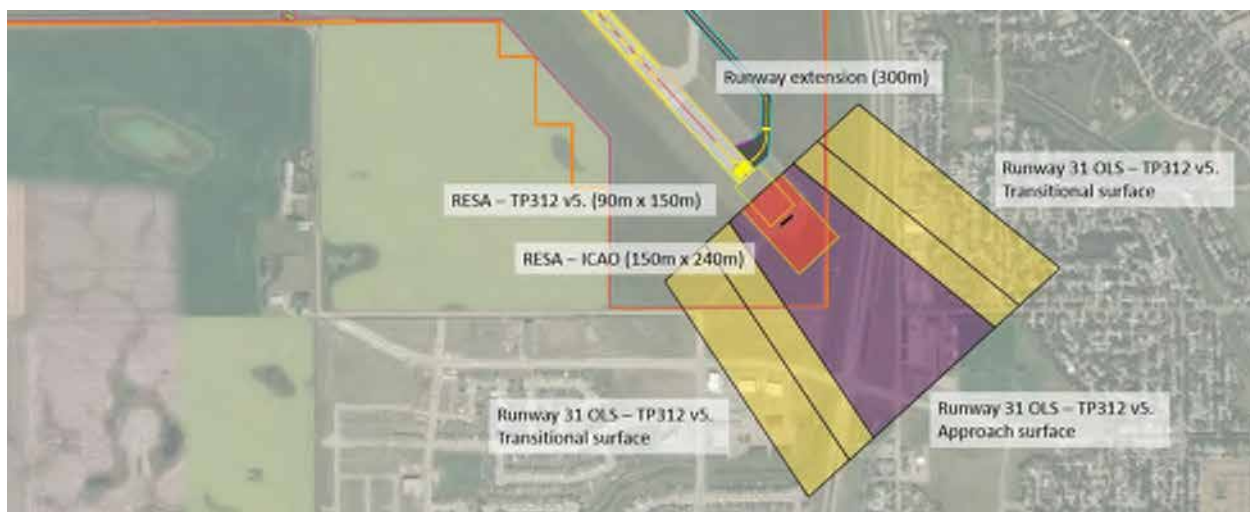 Runway extension (300m)
Runway 31 OLS – TP312 v5.
Transitional surface
RESA – TP312 v5. (90m x 150m)
RESA – ICAO (150m x 240m)
Runway 31 OLS – TP312 v5.
Transitional surface
Runway 31 OLS – TP312 v5.
Approach surface